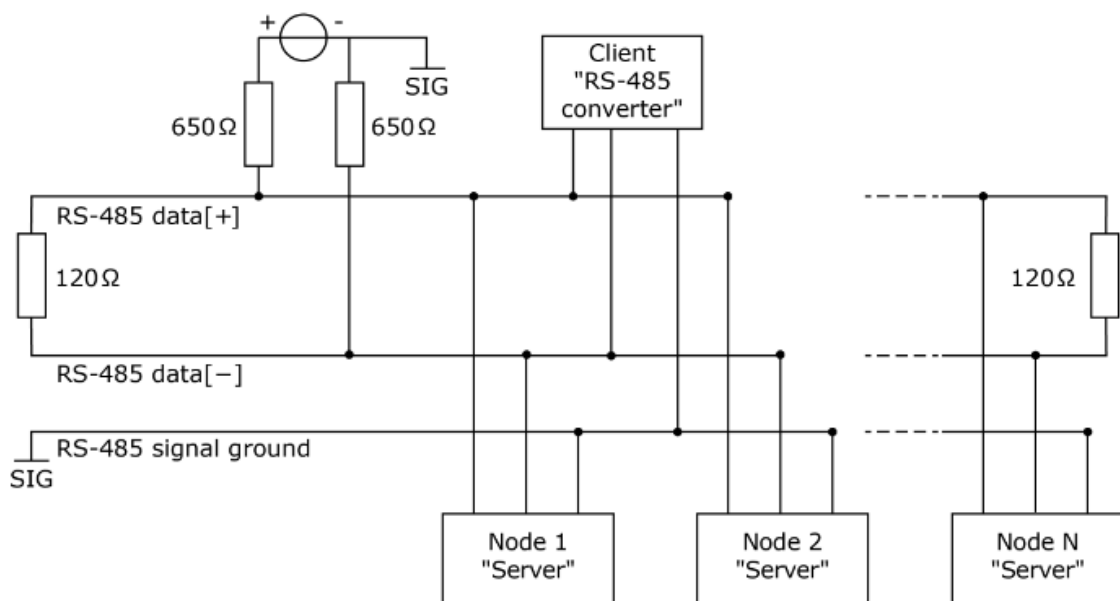 + -
SIG
650Ω
650Ω
Client
"RS-485
converter"
RS-485 data[+]
120Ω
120Ω
RS-485 data[−]
RS-485 signal ground
SIG
Node 1
"Server"
Node 2
"Server"
Node N
"Server"